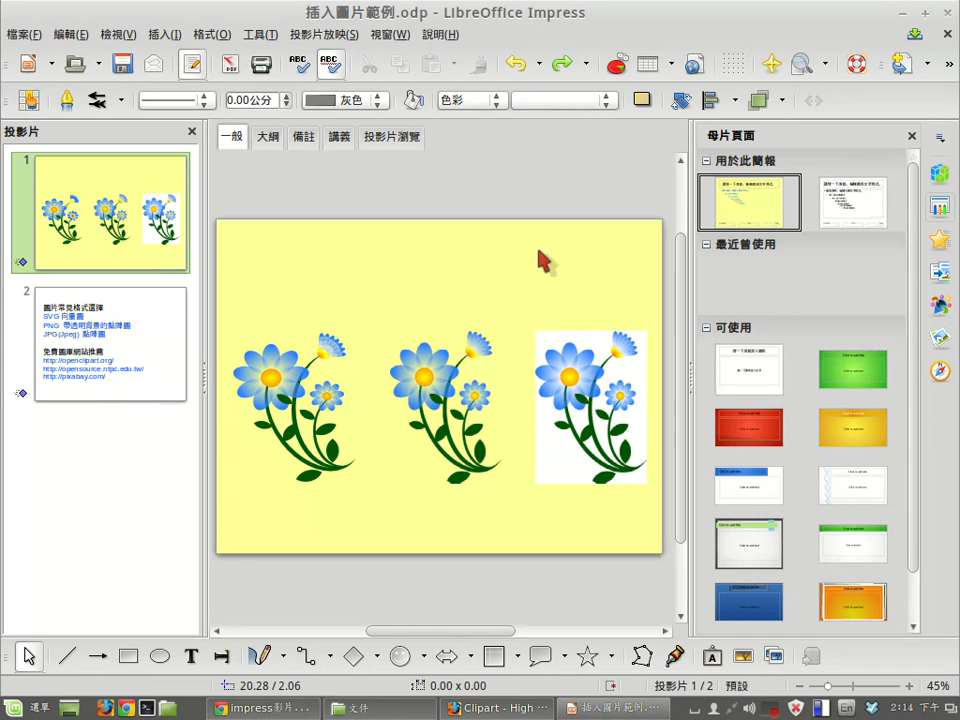 插入圖片範例.odp - LibreOffice Impress
檔案(F) 編輯(E) 檢視(V) 插入(I) 格式(O) 工具(T) 投影片放映(S) 視窗(W) 說明(H)
ABC ABC
0.00公分 灰色 色彩
投影片
一般 大綱 備註 講義 投影片瀏覽
母片頁面
1
用於此簡報
最近曾使用
2
圖片常見格式選擇
SVG 向量圖
PNG 帶透明背景的點陣圖
JPG(Jpeg) 點陣圖
免費圖庫網站推薦
http://openclipart.org/
http://opensource.ntpc.edu.tw/
http://pixabay.com/
可使用
20.28 / 2.06 0.00 x 0.00 投影片 1 / 2 預設 45%
選單 impress影片... 文件 Clipart - High ... 插入圖片範例.... En 2:14 下午